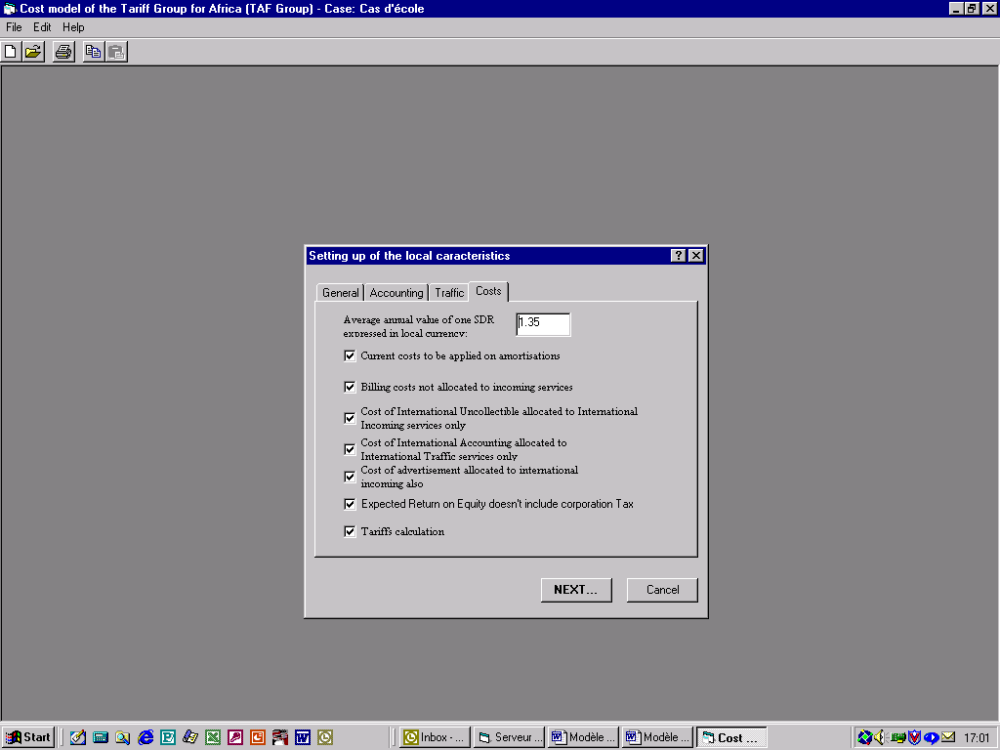 Cost model of the Tariff Group for Africa (TAF Group) - Case: Cas d'école
File Edit Help
Setting up of the local caracteristics
General Accounting Traffic Costs
Average annual value of one SDR
expressed in local currency:
1.35
Current costs to be applied on amortisations
Billing costs not allocated to incoming services
Cost of International Uncollectible allocated to International
Incoming services only
Cost of International Accounting allocated to
International Traffic services only
Cost of advertisement allocated to international
incoming also
Expected Return on Equity doesn't include corporation Tax
Tariffs calculation
NEXT... Cancel
Start Inbox - ... Serveur ... Modèle ... Modèle ... Cost ... 17:01